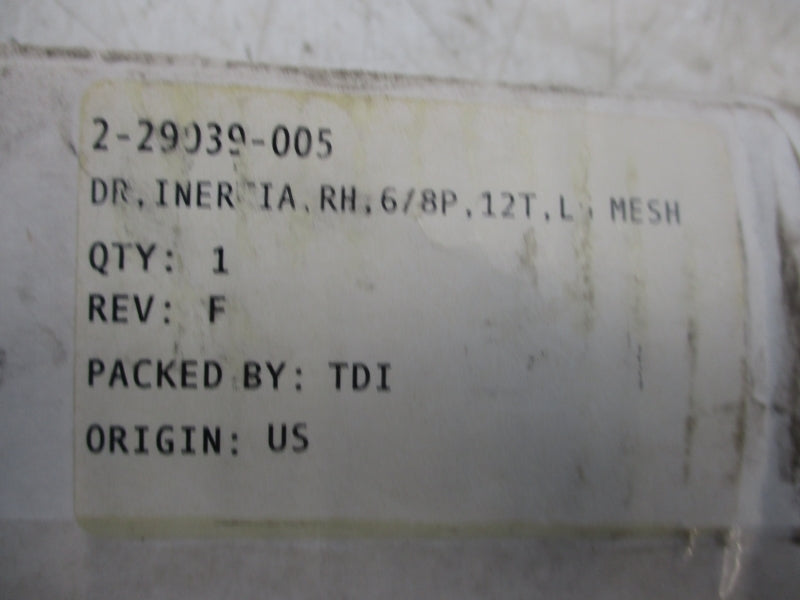 2-29039-005
DR, INERTIA, RH, 6/8P, 12T, MESH
QTY: 1
REV: F
PACKED BY: TDI
ORIGIN: US